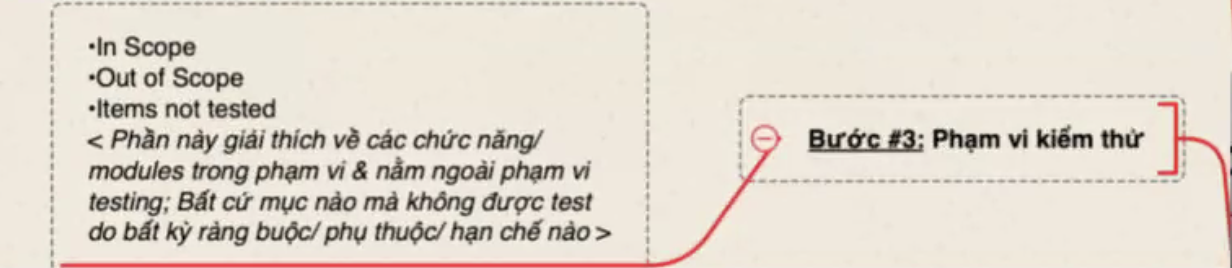 •In Scope
•Out of Scope
•Items not tested
< Phần này giải thích về các chức năng/
modules trong phạm vi & nằm ngoài phạm vi
testing; Bất cứ mục nào mà không được test
do bất kỳ ràng buộc/ phụ thuộc/ hạn chế nào >
Bước #3: Phạm vi kiểm thử